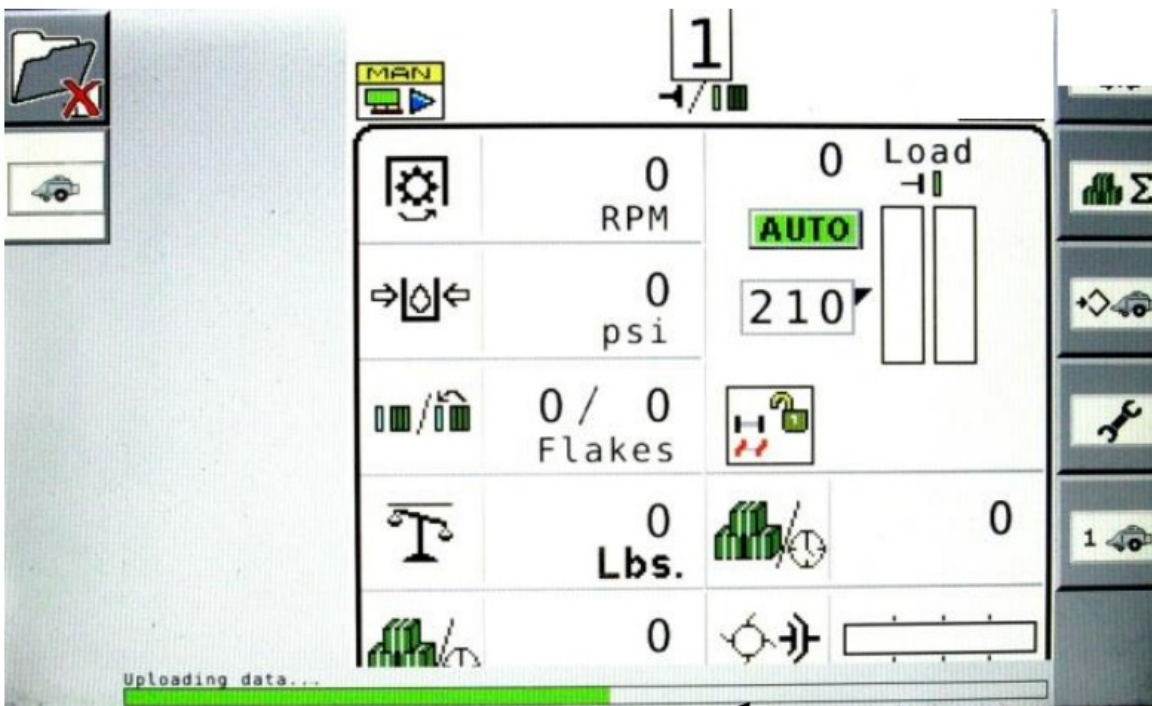 1
MAN
0 Load
0
RPM
AUTO
0
psi
210
0/ 0
Flakes
1
0
Lbs.
0
Σ
1
0
Uploading data...